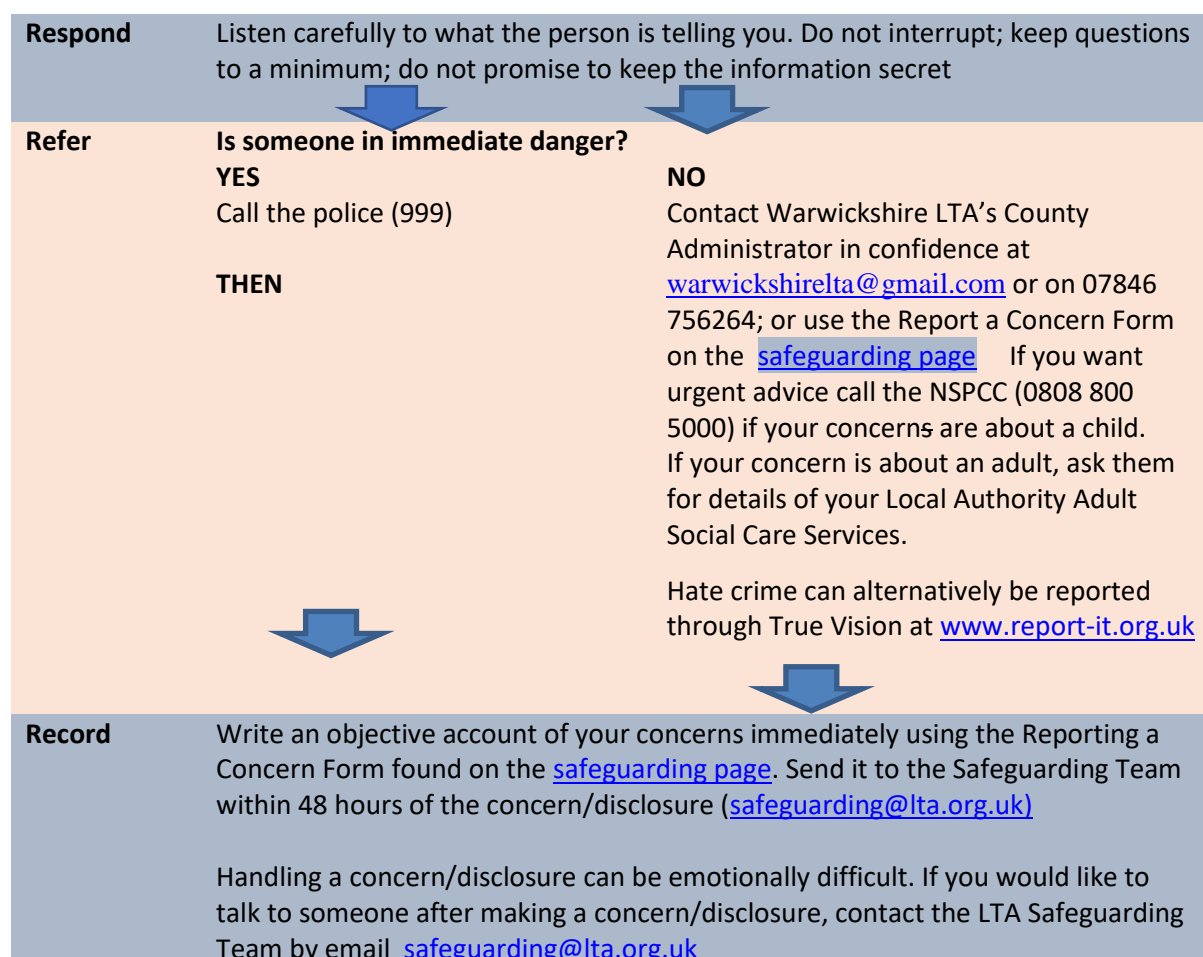 Respond
Listen carefully to what the person is telling you. Do not interrupt; keep questions
to a minimum; do not promise to keep the information secret
Refer
Is someone in immediate danger?
YES
Call the police (999)
THEN
NO
Contact Warwickshire LTA’s County
Administrator in confidence at
warwickshirelta@gmail.com or on 07846
756264; or use the Report a Concern Form
on the safeguarding page If you want
urgent advice call the NSPCC (0808 800
5000) if your concerns are about a child.
If your concern is about an adult, ask them
for details of your Local Authority Adult
Social Care Services.
Hate crime can alternatively be reported
through True Vision at www.report-it.org.uk
Record
Write an objective account of your concerns immediately using the Reporting a
Concern Form found on the safeguarding page. Send it to the Safeguarding Team
within 48 hours of the concern/disclosure (safeguarding@lta.org.uk)
Handling a concern/disclosure can be emotionally difficult. If you would like to
talk to someone after making a concern/disclosure, contact the LTA Safeguarding
Team by email safeguarding@lta.org.uk